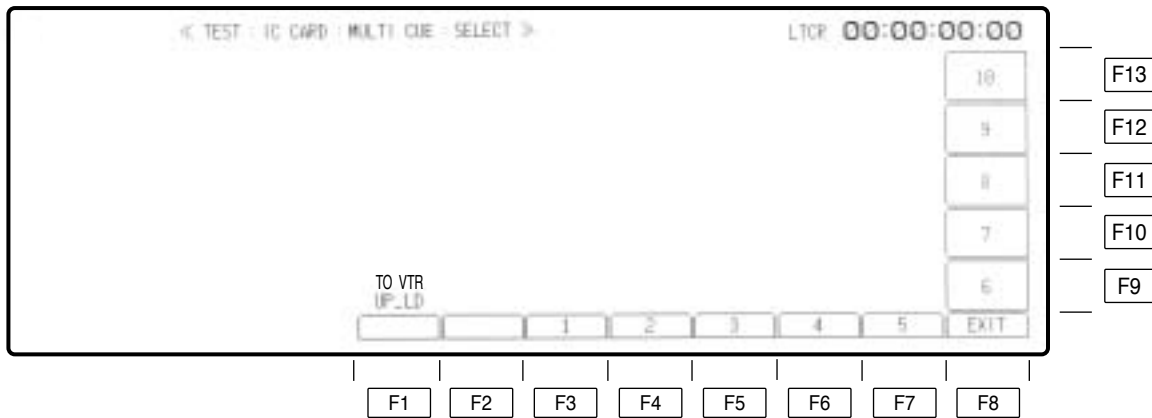 ≪ TEST : IC CARD : MULTI CUE : SELECT ≫ LTCR 00:00:00:00
10 F13
9 F12
8 F11
7 F10
6 F9
TO VTR
UP_LD
1 2 3 4 5 EXIT
F1 F2 F3 F4 F5 F6 F7 F8